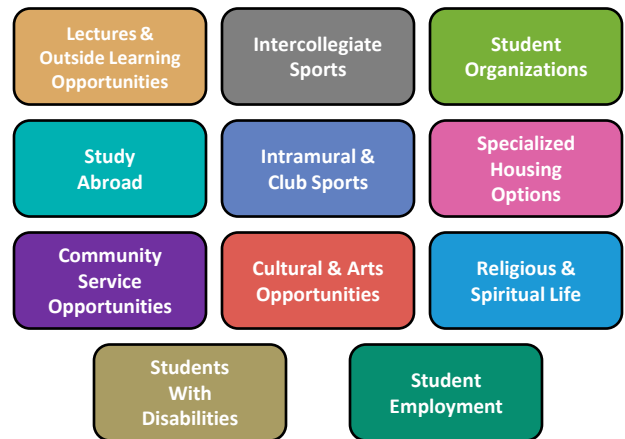 Lectures &
Outside Learning
Opportunities
Intercollegiate
Sports
Student
Organizations
Study
Abroad
Intramural &
Club Sports
Specialized
Housing
Options
Community
Service
Opportunities
Cultural & Arts
Opportunities
Religious &
Spiritual Life
Students
With
Disabilities
Student
Employment